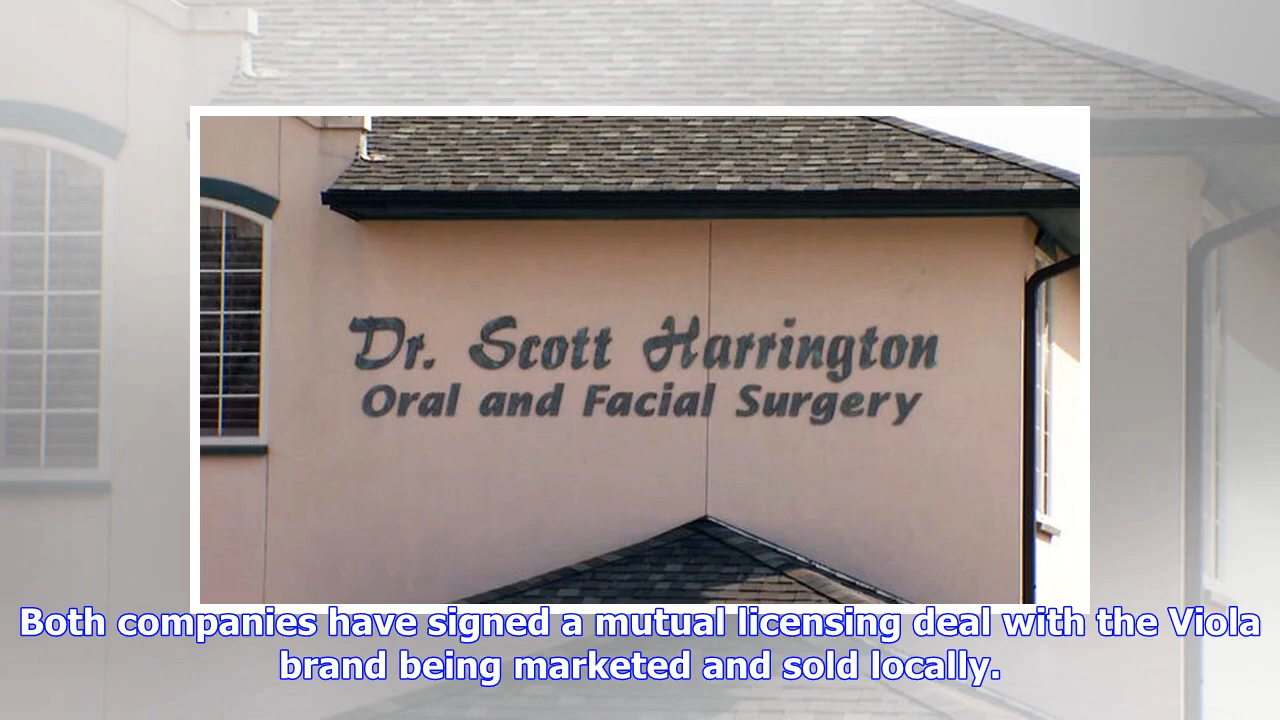 Dr. Scott Harrington
Oral and Facial Surgery
Both companies have signed a mutual licensing deal with the Viola
brand being marketed and sold locally.